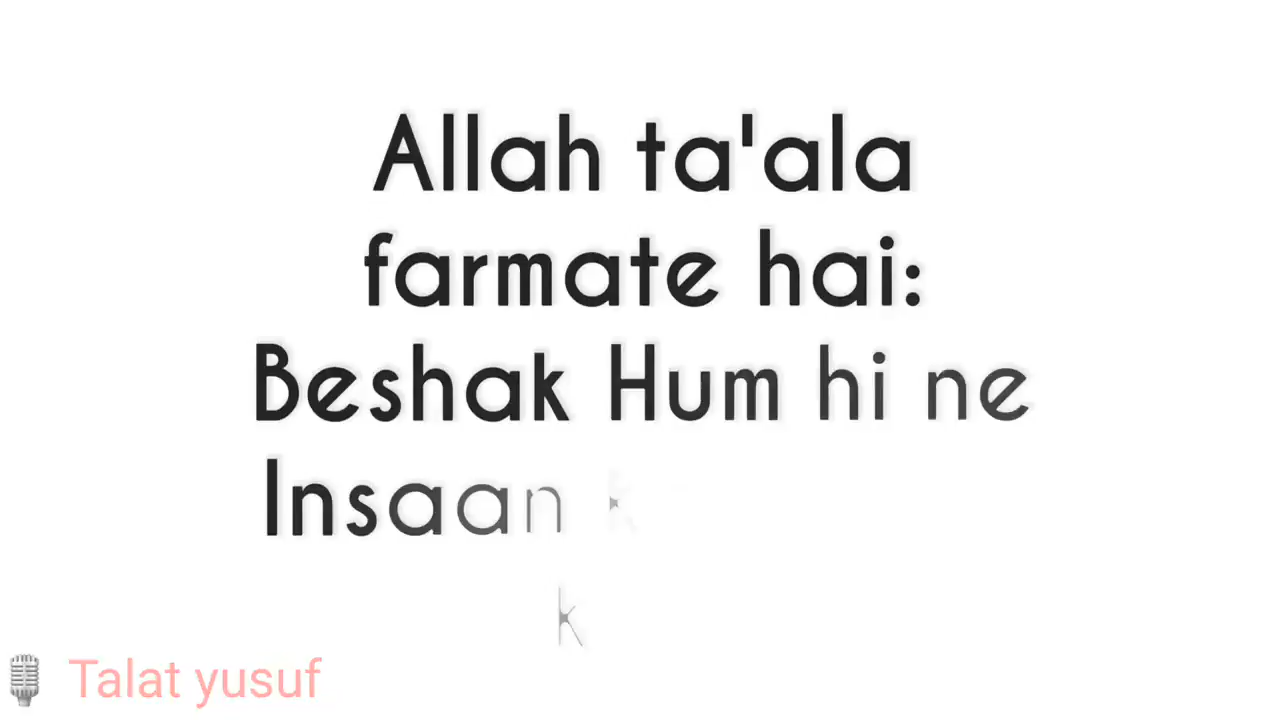 Allah ta'ala
farmate hai:
Beshak Hum hi ne
Insaan
Talat yusuf